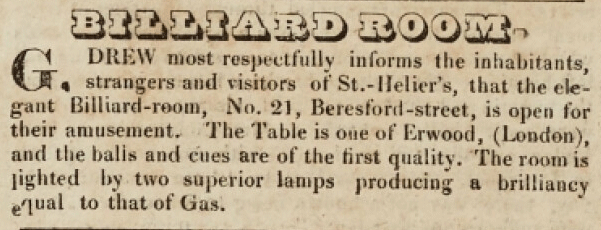 BILLIARD ROOM.
G. DREW most respectfully informs the inhabitants,
strangers and visitors of St.-Helier's, that the ele-
gant Billiard-room, No. 21, Beresford-street, is open for
their amusement. The Table is one of Erwood, (London),
and the balls and cues are of the first quality. The room is
lighted by two superior lamps producing a brilliancy
equal to that of Gas.